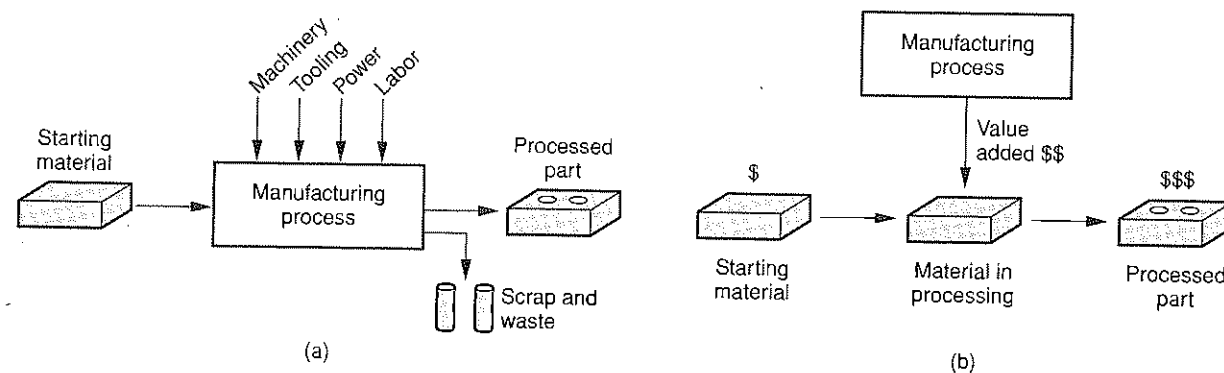 Machinery
Tooling
Power
Labor
Starting
material
Manufacturing
process
Processed
part
Scrap and
waste
(a)
Manufacturing
process
Value
added $$
$
$$$
Starting
material
Material in
processing
Processed
part
(b)